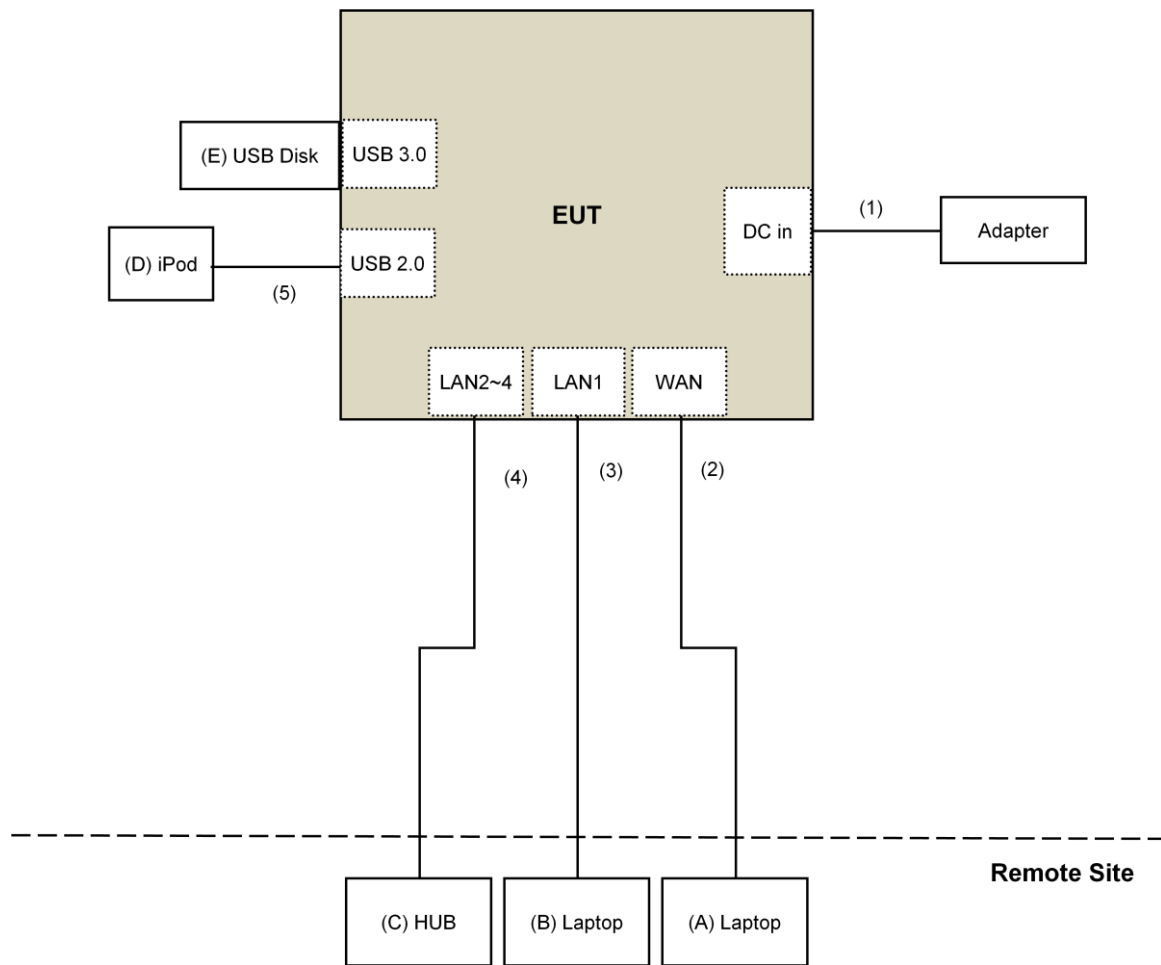 (E) USB Disk
USB 3.0
EUT
(1)
DC in
Adapter
(D) iPod
USB 2.0
(5)
LAN2~4
LAN1
WAN
(4)
(3)
(2)
Remote Site
(C) HUB
(B) Laptop
(A) Laptop